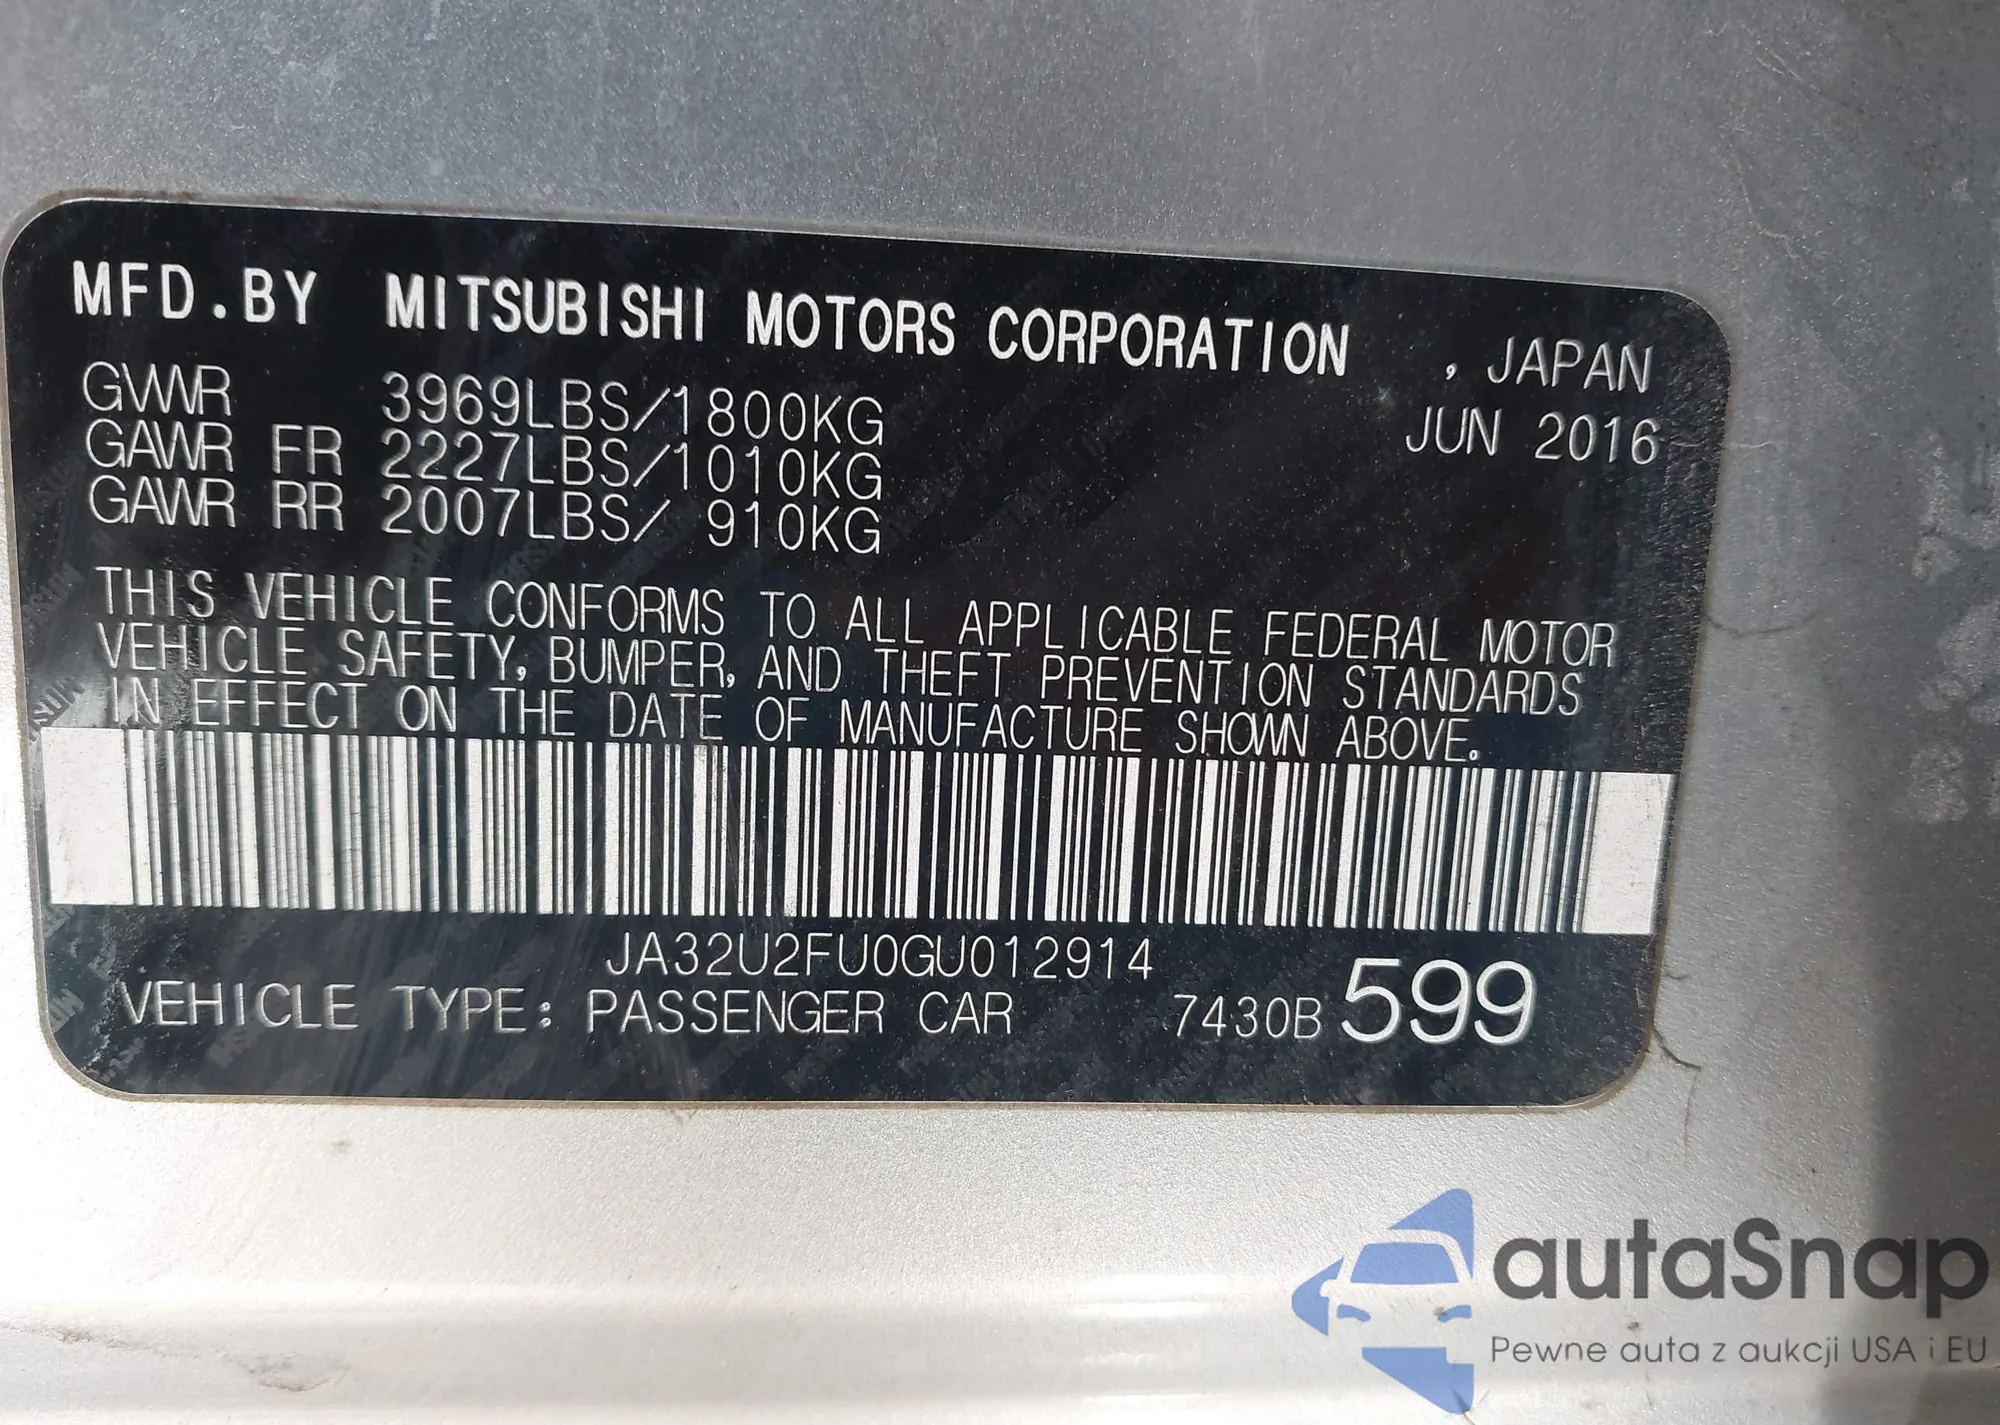 MFD.BY MITSUBISHI MOTORS CORPORATION , JAPAN
GVWR 3969LBS/1800KG JUN 2016
GAWR FR 2227LBS/1010KG
GAWR RR 2007LBS/ 910KG
THIS VEHICLE CONFORMS TO ALL APPLICABLE FEDERAL MOTOR
VEHICLE SAFETY, BUMPER, AND THEFT PREVENTION STANDARDS
IN EFFECT ON THE DATE OF MANUFACTURE SHOWN ABOVE.
JA32U2FU0GU012914
VEHICLE TYPE: PASSENGER CAR 7430B 599
autaSnap
Pewne auta z aukcji USA i EU